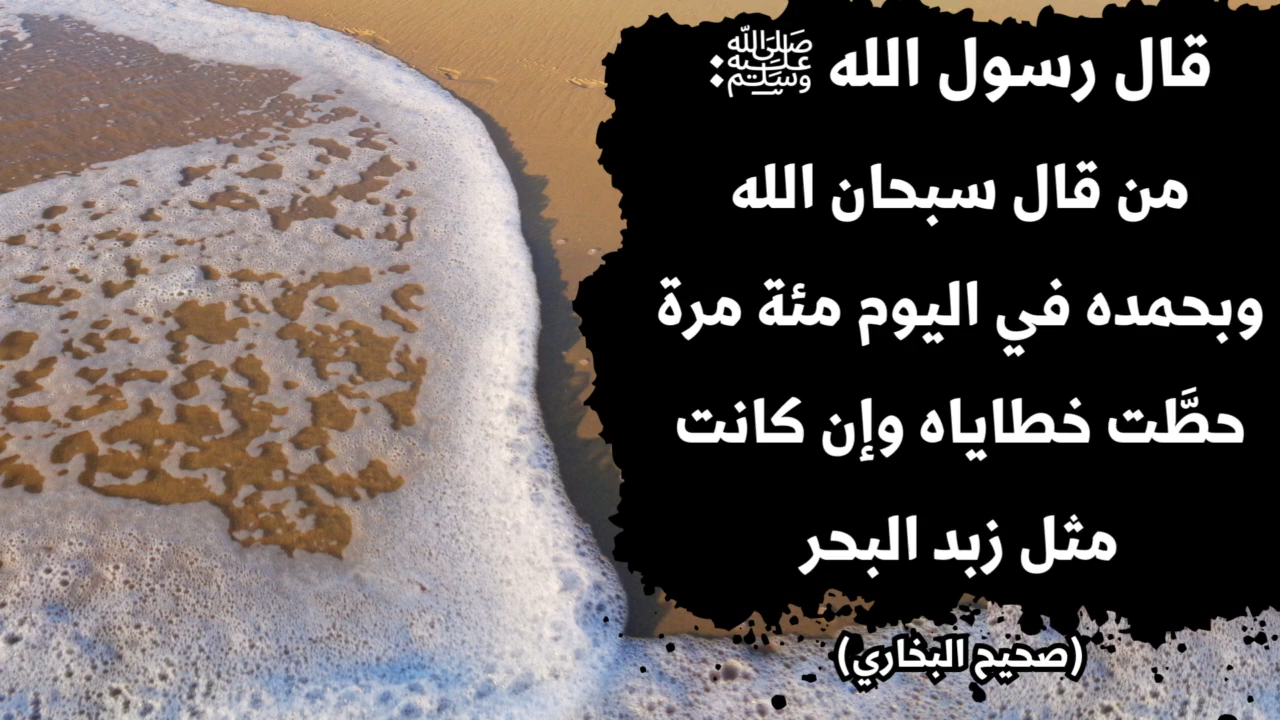 قال رسول الله ﷺ:
من قال سبحان الله
وبحمده في اليوم مئة مرة
حطَّت خطاياه وإن كانت
مثل زبد البحر
(صحيح البخاري)